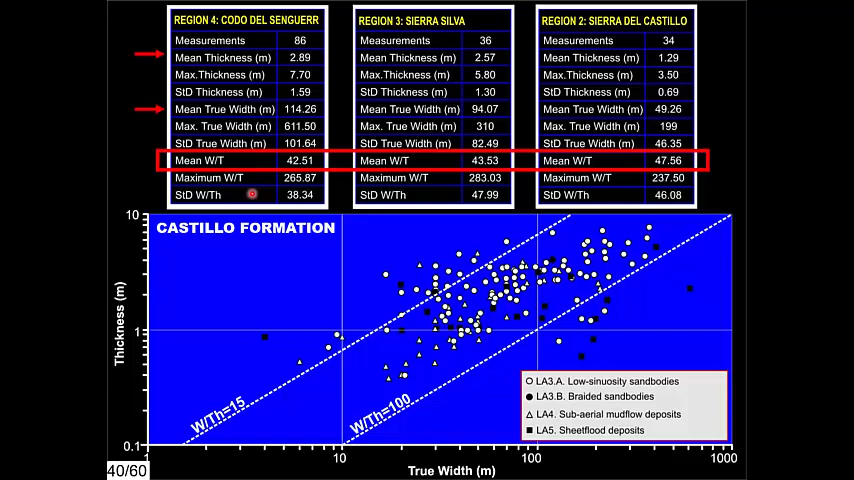 REGION 4: CODO DEL SENGUERR
Measurements 86
Mean Thickness (m) 2.89
Max.Thickness (m) 7.70
StD Thickness (m) 1.59
Mean True Width (m) 114.26
Max. True Width (m) 611.50
StD True Width (m) 101.64
Mean W/T 42.51
Maximum W/T 265.87
StD W/Th 38.34
REGION 3: SIERRA SILVA
Measurements 36
Mean Thickness (m) 2.57
Max.Thickness (m) 5.80
StD Thickness (m) 1.30
Mean True Width (m) 94.07
Max. True Width (m) 310
StD True Width (m) 82.49
Mean W/T 43.53
Maximum W/T 283.03
StD W/Th 47.99
REGION 2: SIERRA DEL CASTILLO
Measurements 34
Mean Thickness (m) 1.29
Max.Thickness (m) 3.50
StD Thickness (m) 0.69
Mean True Width (m) 49.26
Max. True Width (m) 199
StD True Width (m) 46.35
Mean W/T 47.56
Maximum W/T 237.50
StD W/Th 46.08
CASTILLO FORMATION
Thickness (m)
10
1
0.1
W/Th=15
W/Th=100
LA3.A. Low-sinuosity sandbodies
LA3.B. Braided sandbodies
LA4. Sub-aerial mudflow deposits
LA5. Sheetflood deposits
1 10 100 1000
True Width (m)
40/60